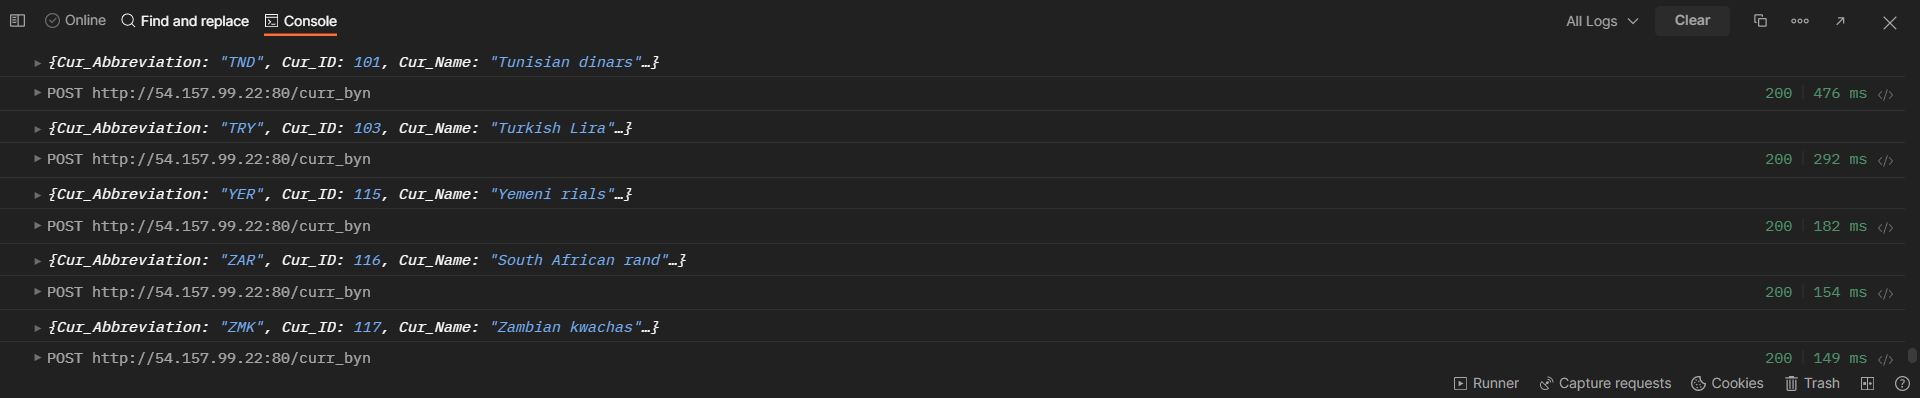 Online Find and replace Console All Logs Clear
{Cur_Abbreviation: "TND", Cur_ID: 101, Cur_Name: "Tunisian dinars"…}
POST http://54.157.99.22:80/curr_byn 200 476 ms
{Cur_Abbreviation: "TRY", Cur_ID: 103, Cur_Name: "Turkish Lira"…}
POST http://54.157.99.22:80/curr_byn 200 292 ms
{Cur_Abbreviation: "YER", Cur_ID: 115, Cur_Name: "Yemeni rials"…}
POST http://54.157.99.22:80/curr_byn 200 182 ms
{Cur_Abbreviation: "ZAR", Cur_ID: 116, Cur_Name: "South African rand"…}
POST http://54.157.99.22:80/curr_byn 200 154 ms
{Cur_Abbreviation: "ZMK", Cur_ID: 117, Cur_Name: "Zambian kwachas"…}
POST http://54.157.99.22:80/curr_byn 200 149 ms
Runner Capture requests Cookies Trash